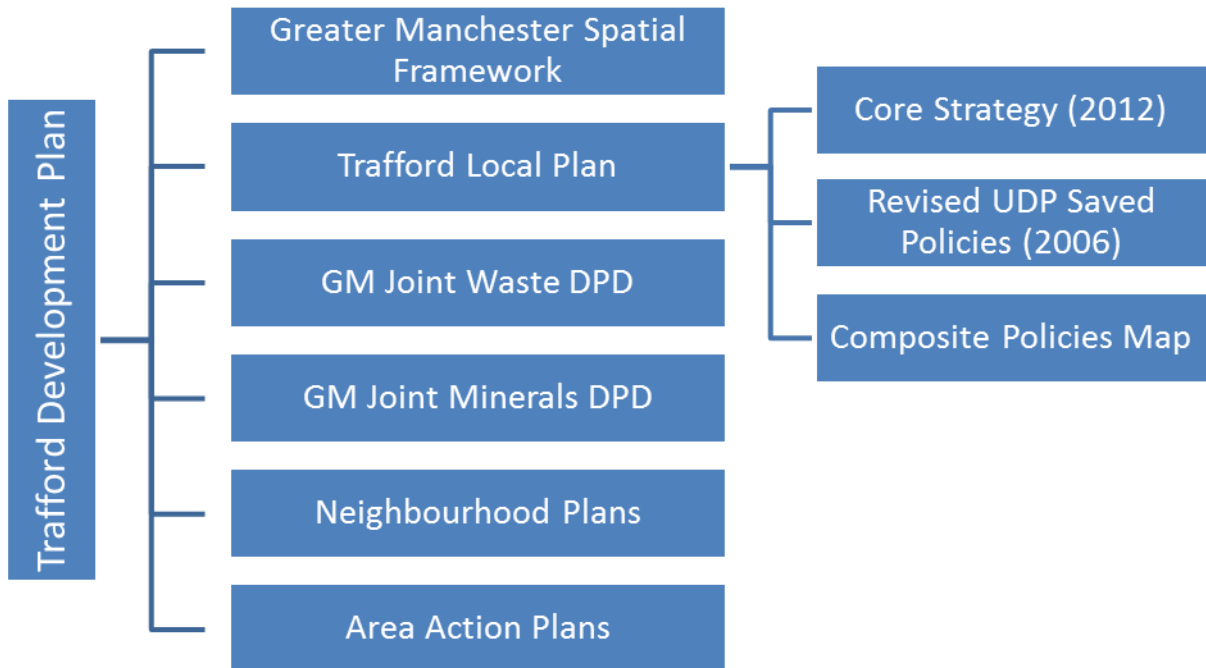 Trafford Development Plan
Greater Manchester Spatial
Framework
Trafford Local Plan
GM Joint Waste DPD
GM Joint Minerals DPD
Neighbourhood Plans
Area Action Plans
Core Strategy (2012)
Revised UDP Saved
Policies (2006)
Composite Policies Map